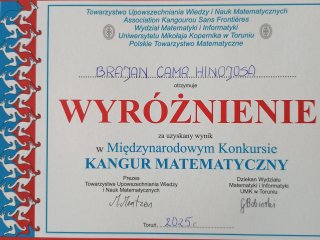 Towarzystwo Upowszechniania Wiedzy i Nauk Matematycznych
Association Kangourou Sans Frontières
Wydział Matematyki i Informatyki
Uniwersytetu Mikołaja Kopernika w Toruniu
Polskie Towarzystwo Matematyczne
BRAJAN CAMA HINOJOSA
otrzymuje
WYRÓŻNIENIE
za uzyskany wynik
w Międzynarodowym Konkursie
KANGUR MATEMATYCZNY
Prezes
Towarzystwa Upowszechniania Wiedzy
i Nauk Matematycznych
Dziekan Wydziału
Matematyki i Informatyki
UMK w Toruniu
Toruń, 2025 r.